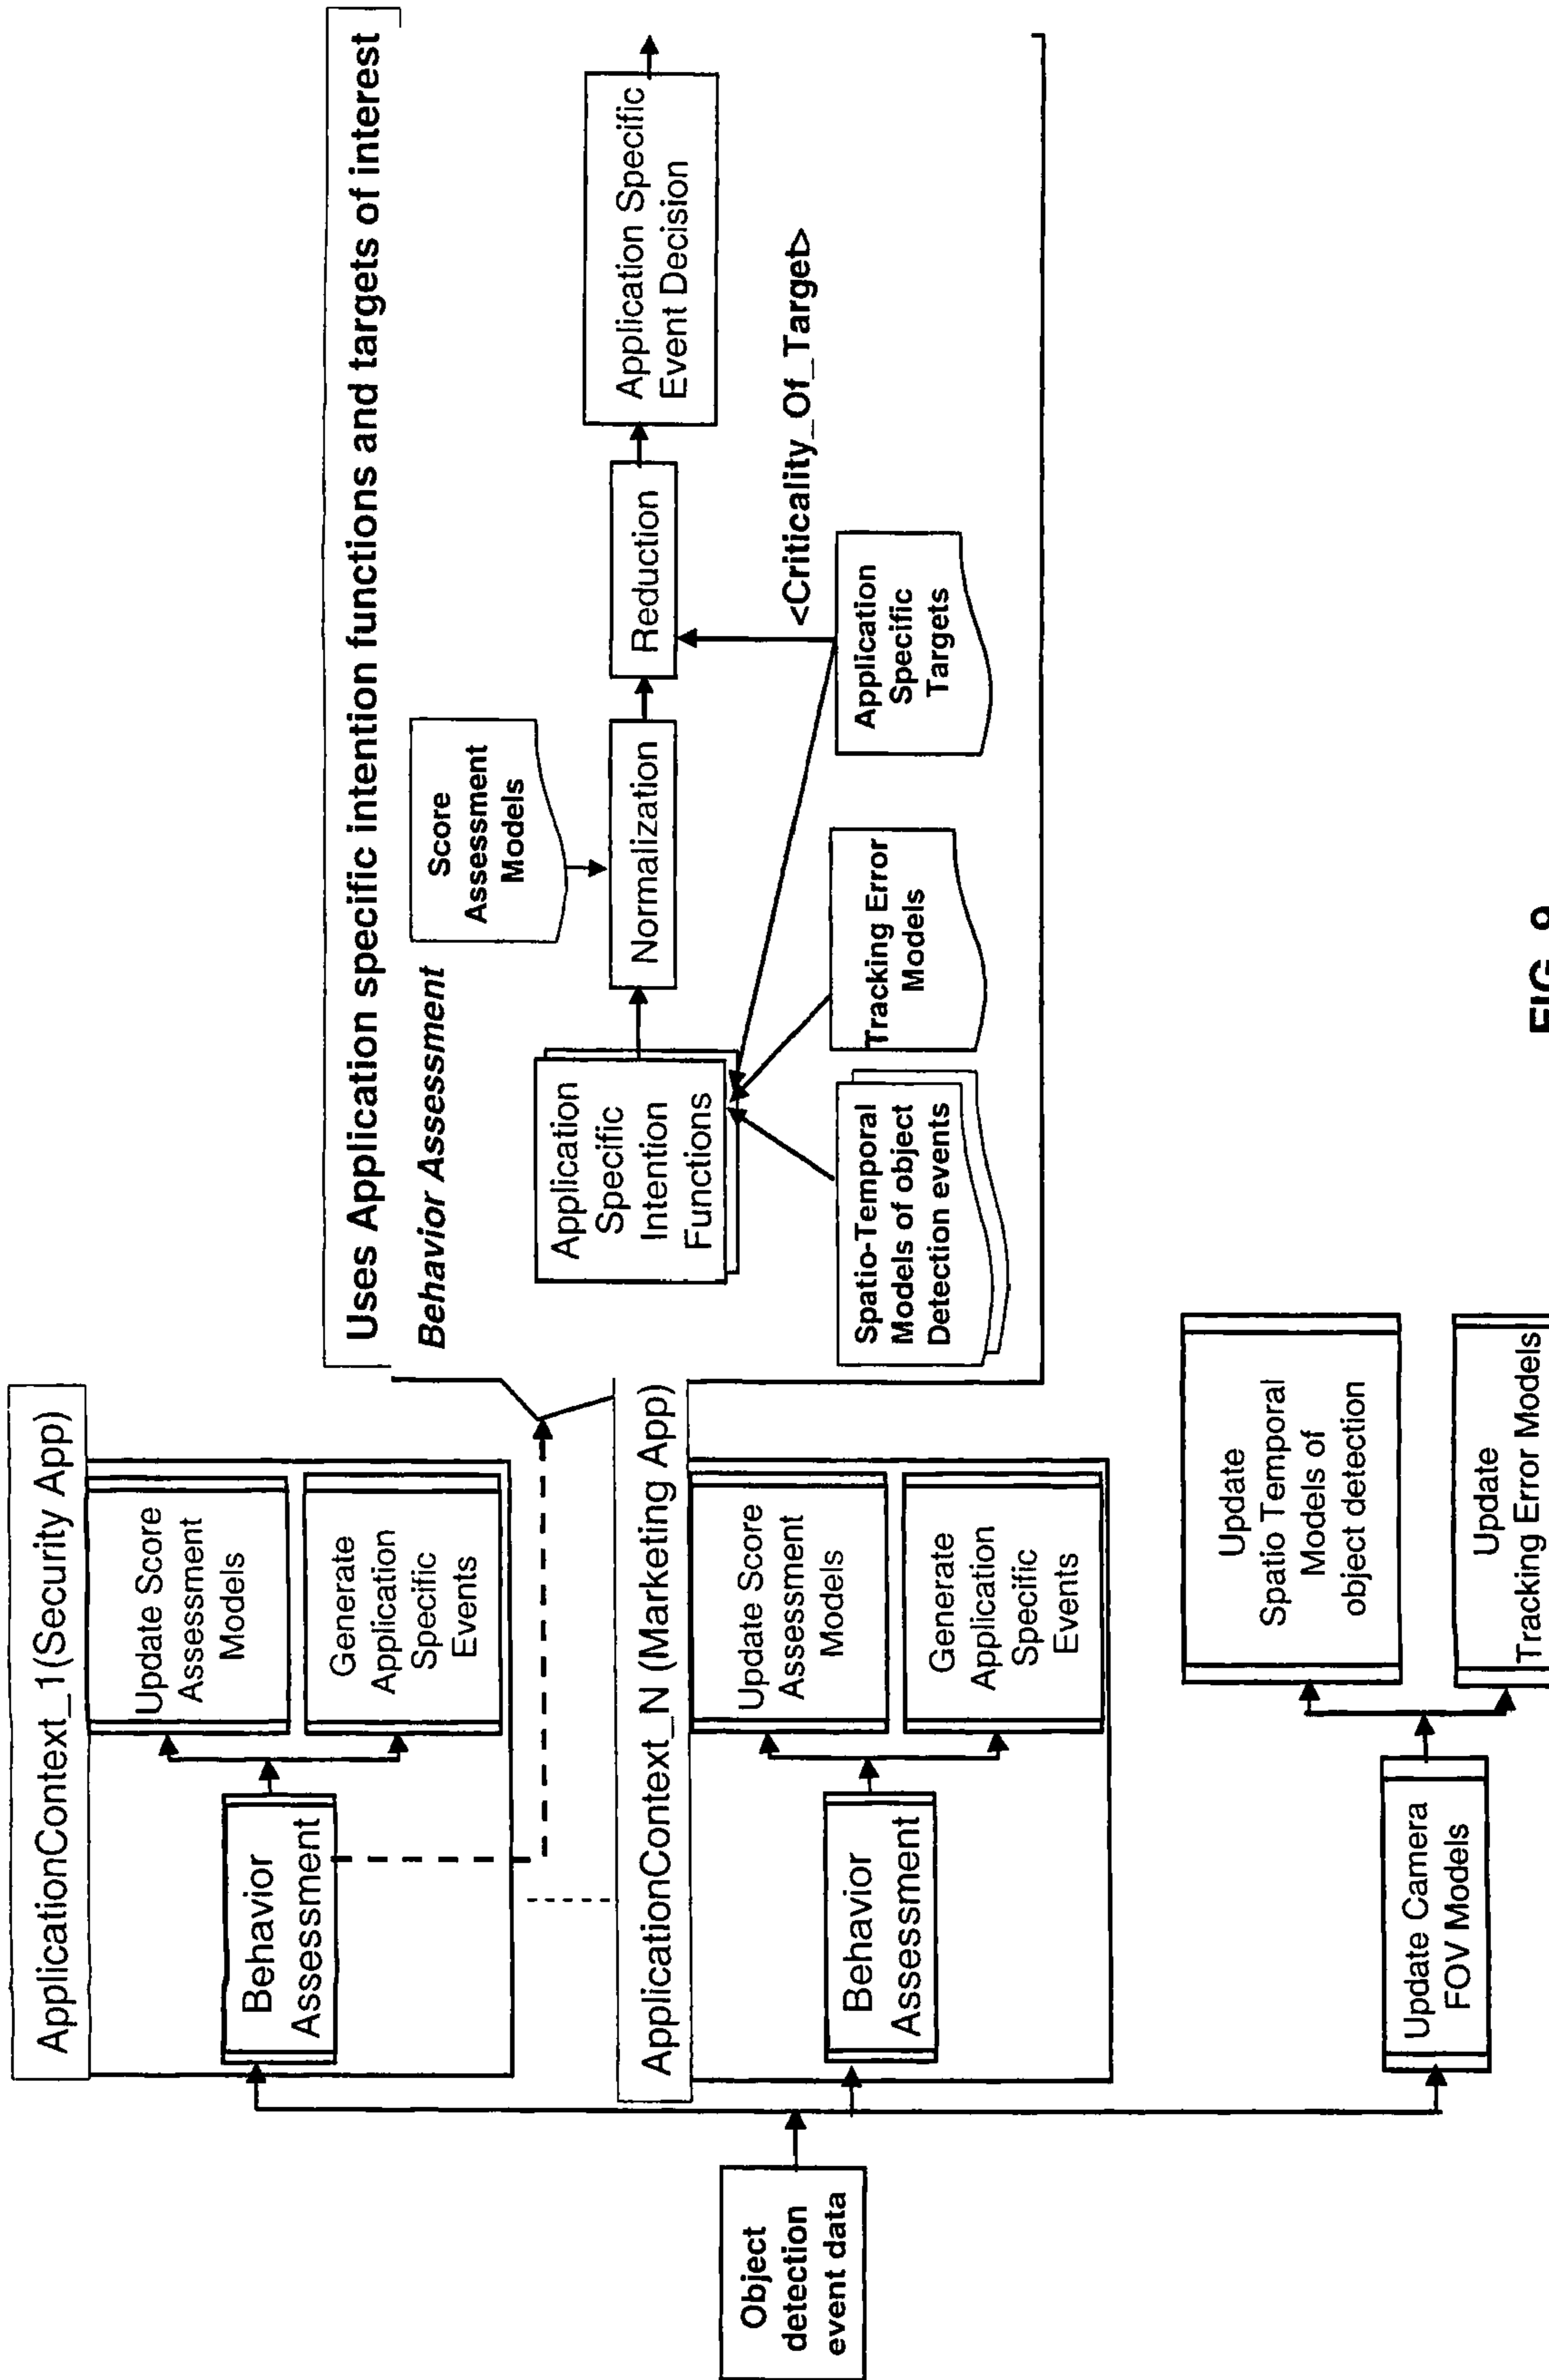 ApplicationContext_1(Security App)
Behavior
Assessment
Update Score
Assessment
Models
Generate
Application
Specific
Events
Uses Application specific intention functions and targets of interest
Behavior Assessment
Score
Assessment
Models
Application
Specific
Intention
Functions
Normalization
Reduction
Application Specific
Event Decision
<Criticality_Of_Target>
Spatio-Temporal
Models of object
Detection events
Tracking Error
Models
Application
Specific
Targets
Object
detection
event data
ApplicationContext_N (Marketing App)
Behavior
Assessment
Update Score
Assessment
Models
Generate
Application
Specific
Events
Update Camera
FOV Models
Update
Spatio Temporal
Models of
object detection
Update
Tracking Error Models
FIG. 9